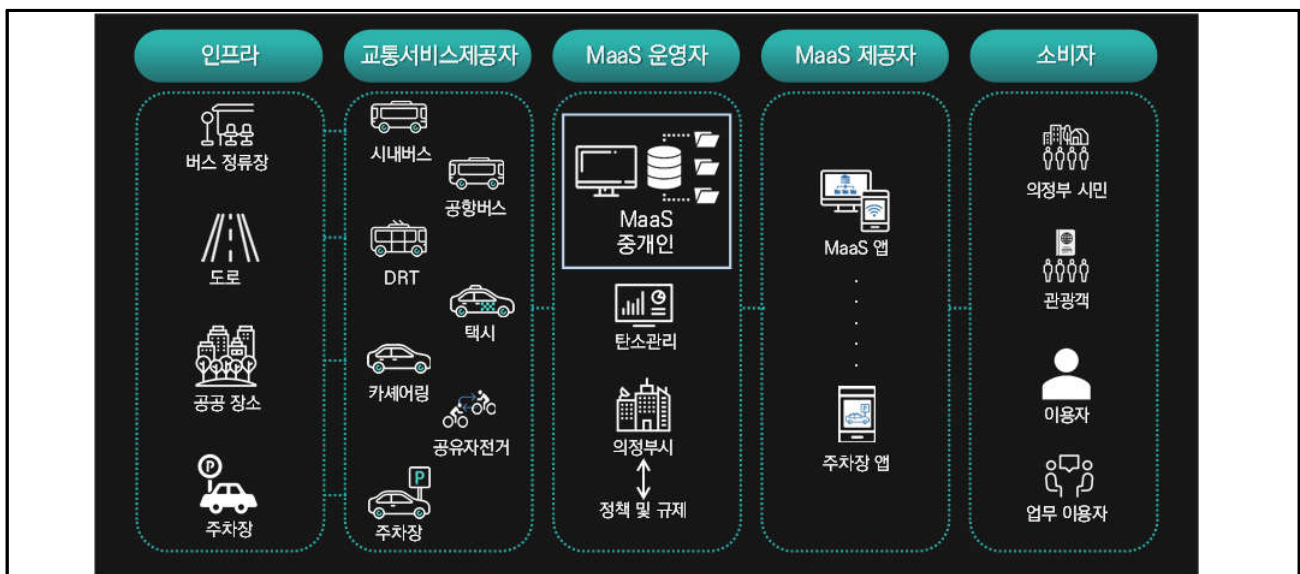 인프라
버스 정류장
도로
공공 장소
P
주차장
교통서비스제공자
시내버스
공항버스
DRT
택시
카셰어링
공유자전거
P
주차장
MaaS 운영자
MaaS
중개인
탄소관리
의정부시
정책 및 규제
MaaS 제공자
MaaS 앱
P
주차장 앱
소비자
의정부 시민
관광객
이용자
업무 이용자